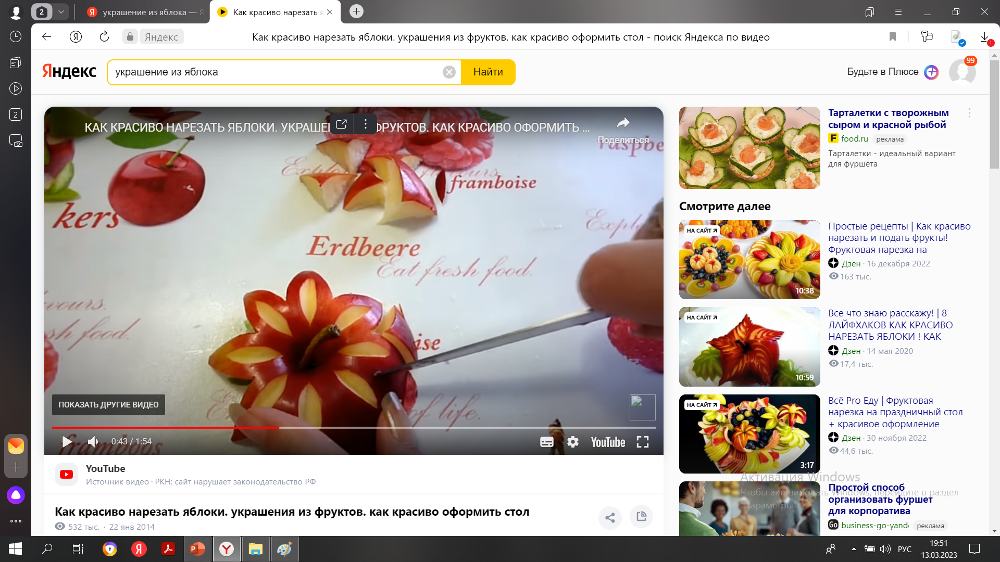 2
украшение из яблока — Я
Как красиво нарезать я
Яндекс
Как красиво нарезать яблоки. украшения из фруктов. как красиво оформить стол - поиск Яндекса по видео
Яндекс
украшение из яблока
Найти
Будьте в Плюсе
99
2
КАК КРАСИВО НАРЕЗАТЬ ЯБЛОКИ. УКРАШЕ ФРУКТОВ. КАК КРАСИВО ОФОРМИТЬ ...
Поделиться
raspbe
framboise
kers
Erdbeere
Eat fresh food.
vours.
sh food.
ise
of life.
ПОКАЗАТЬ ДРУГИЕ ВИДЕО
0:43 / 1:54
YouTube
YouTube
Источник видео · РКН: сайт нарушает законодательство РФ
Как красиво нарезать яблоки. украшения из фруктов. как красиво оформить стол
532 тыс. · 22 янв 2014
Тарталетки с творожным
сыром и красной рыбой
F food.ru реклама
Тарталетки - идеальный вариант
для фуршета
Смотрите далее
НА САЙТ
10:38
Простые рецепты | Как красиво
нарезать и подать фрукты!
Фруктовая нарезка на
Дзен · 16 декабря 2022
163 тыс.
НА САЙТ
10:59
Все что знаю расскажу! | 8
ЛАЙФХАКОВ КАК КРАСИВО
НАРЕЗАТЬ ЯБЛОКИ ! КАК
Дзен · 14 мая 2020
17,4 тыс.
НА САЙТ
3:17
Всё Pro Еду | Фруктовая
нарезка на праздничный стол
+ красивое оформление
Дзен · 30 ноября 2022
44,6 тыс.
Активация Windows
Чтобы активировать Windows, перейдите в раздел
"Параметры"
Простой способ
организовать фуршет
для корпоратива
Go business-go-yand реклама
РУС
19:51
13.03.2023